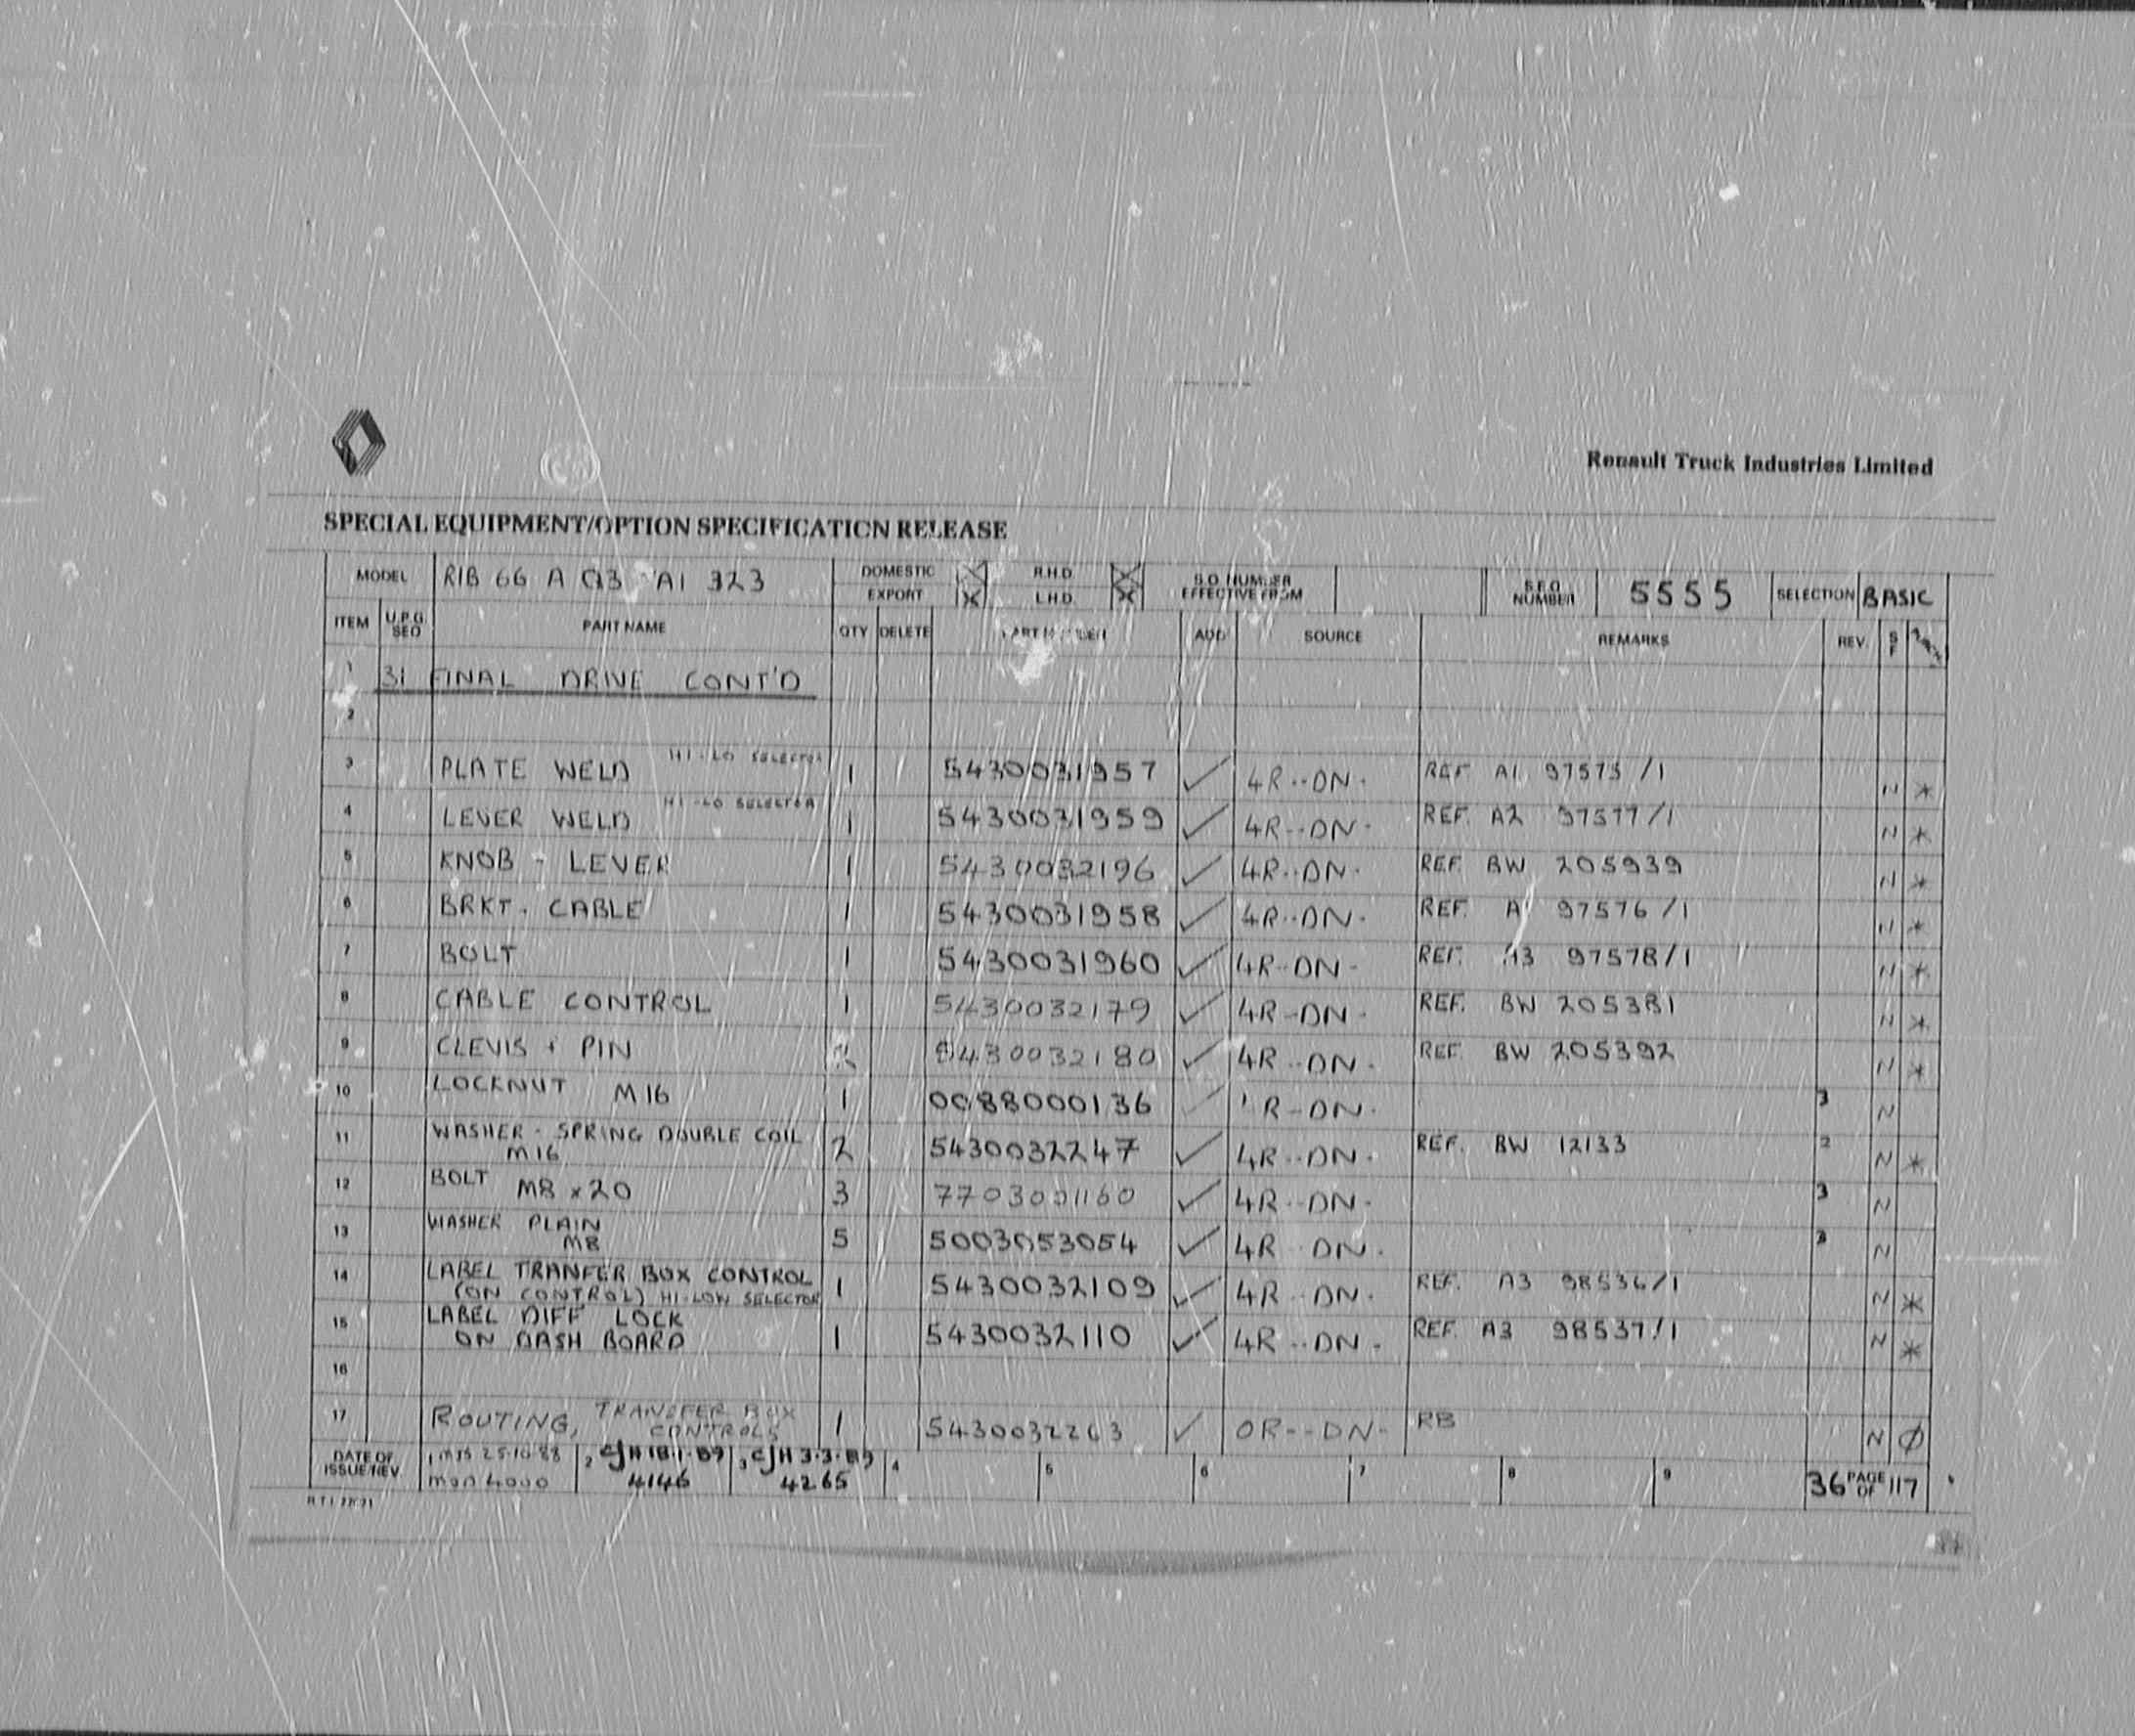 Renault Truck Industries Limited
SPECIAL EQUIPMENT/OPTION SPECIFICATION RELEASE
MODEL R1B 66 A Q3 A1 323 DOMESTIC EXPORT R.H.D. L.H.D. S.O. NUMBER EFFECTIVE FROM S.E.O. NUMBER 5555 SELECTION BASIC
ITEM U.P.G. SEQ PART NAME QTY DELETE PART NUMBER ADD SOURCE REMARKS REV. S F
1 31 FINAL DRIVE CONT'D
2
3 PLATE WELD HI-LO SELECTOR 1 5430031957 ✓ 4R--DN- REF A1 97575/1 N *
4 LEVER WELD HI-LO SELECTOR 1 5430031959 ✓ 4R--DN- REF. A2 97577/1 N *
5 KNOB - LEVER 1 5430032196 ✓ 4R--DN- REF. BW 205939 N *
6 BRKT. CABLE 1 5430031958 ✓ 4R--DN- REF. 97576/1 N *
7 BOLT 1 5430031960 ✓ 4R-DN- REF. A3 97578/1 N *
8 CABLE CONTROL 1 5430032179 ✓ 4R-DN- REF. BW 205381 N *
9 CLEVIS + PIN 5430032180 ✓ 4R--DN- REF. BW 205392 N *
10 LOCKNUT M16 1 0088000136 ✓ R-DN- 3 N
11 WASHER - SPRING DOUBLE COIL
M16 2 5430032247 ✓ 4R--DN- REF. BW 12133 2 N *
12 BOLT M8 x 20 3 7703001160 ✓ 4R--DN- 3 N
13 WASHER PLAIN
M8 5 5003053054 ✓ 4R DN- 3 N
14 LABEL TRANFER BOX CONTROL
(ON CONTROL) HI-LOW SELECTOR 1 5430032109 ✓ 4R--DN- REF. A3 98536/1 N *
15 LABEL DIFF LOCK
ON DASH BOARD 1 5430032110 ✓ 4R--DN- REF. A3 98537/1 N *
16
17 ROUTING, TRANSFER BOX
CONTROLS 1 5430032263 ✓ 0R--DN- RB N Ø
DATE OF ISSUE/REV. 1 MJS 25-10-88 2 CJH 18-1-89 3 CJH 3-3-89 4 5 6 7 8 9 36 PAGE OF 117
4000 4146 4265